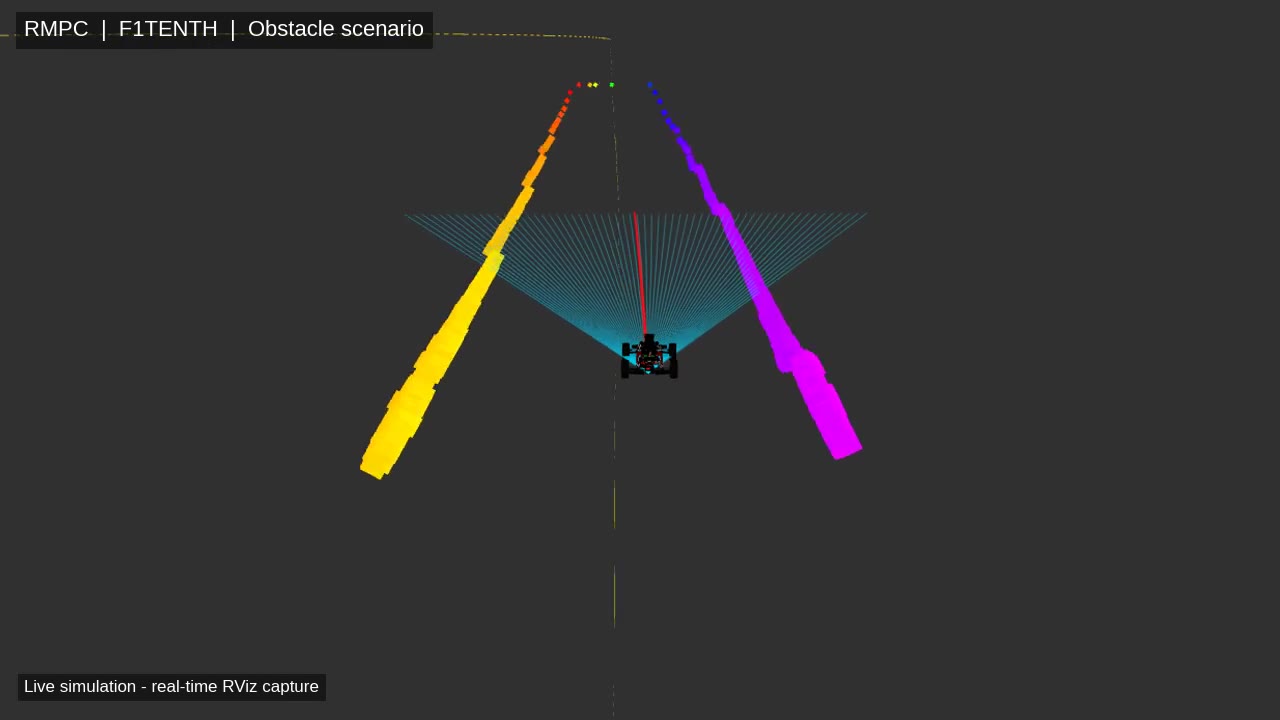 RMPC | F1TENTH | Obstacle scenario
Live simulation - real-time RViz capture